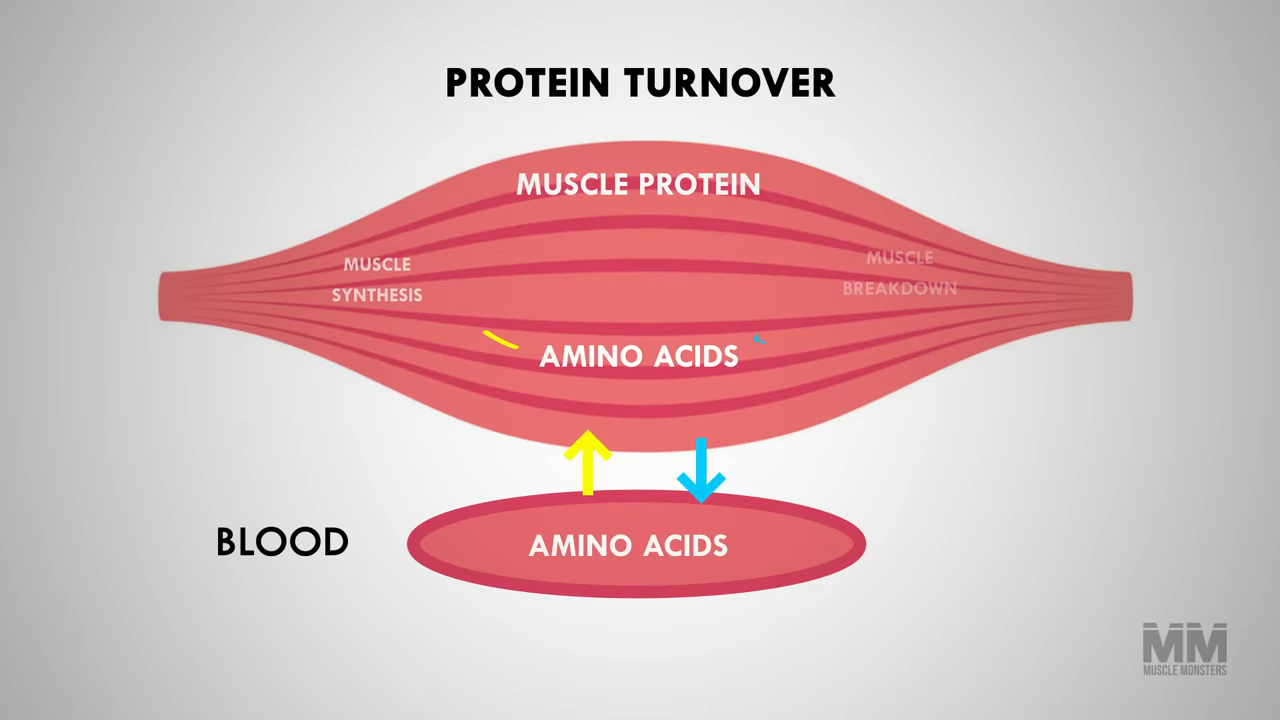 PROTEIN TURNOVER
MUSCLE PROTEIN
MUSCLE
SYNTHESIS
MUSCLE
BREAKDOWN
AMINO ACIDS
BLOOD
AMINO ACIDS
MM
MUSCLE MONSTERS